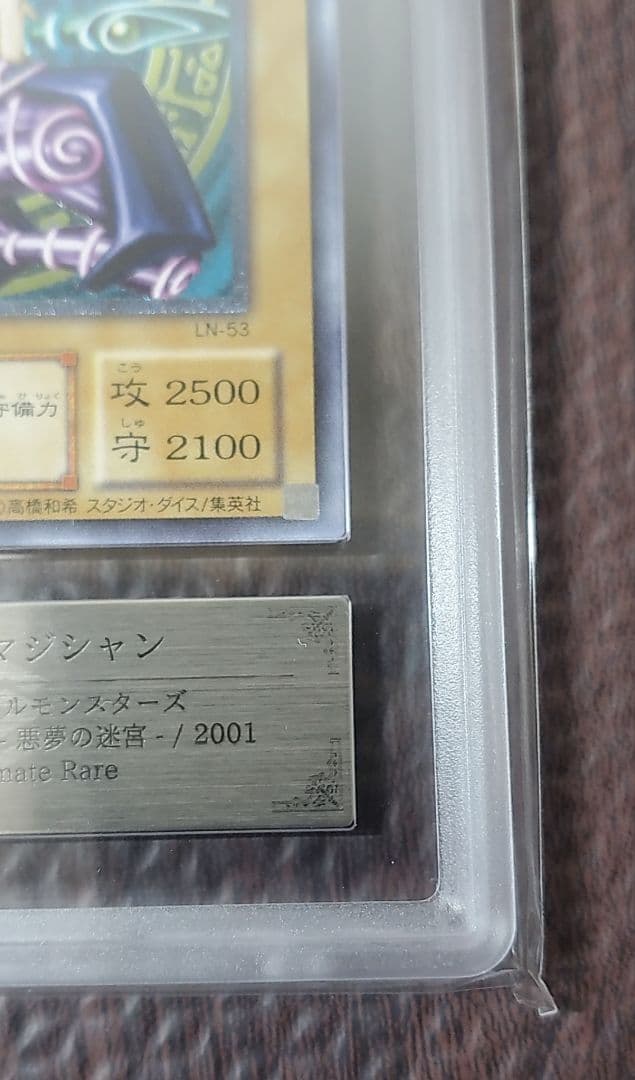 LN-53
こう
攻 2500
しゅ
守 2100
守備力
©高橋和希 スタジオ・ダイス/集英社
マジシャン
ルモンスターズ
- 悪夢の迷宮 - / 2001
mate Rare